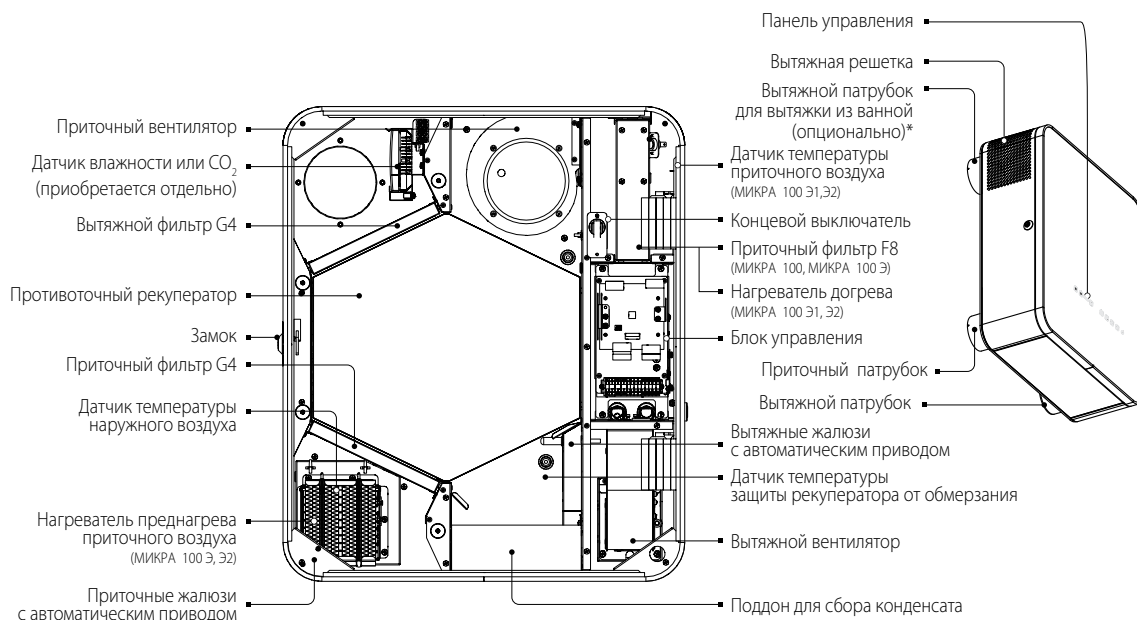 Панель управления
Вытяжная решетка
Вытяжной патрубок
для вытяжки из ванной
(опционально)*
Приточный вентилятор
Датчик влажности или CO2
(приобретается отдельно)
Вытяжной фильтр G4
Противоточный рекуператор
Замок
Приточный фильтр G4
Датчик температуры
наружного воздуха
Нагреватель преднагрева
приточного воздуха
(МИКРА 100 Э, Э2)
Приточные жалюзи
с автоматическим приводом
Датчик температуры
приточного воздуха
(МИКРА 100 Э1,Э2)
Концевой выключатель
Приточный фильтр F8
(МИКРА 100, МИКРА 100 Э)
Нагреватель догрева
(МИКРА 100 Э1, Э2)
Блок управления
Приточный патрубок
Вытяжной патрубок
Вытяжные жалюзи
с автоматическим приводом
Датчик температуры
защиты рекуператора от обмерзания
Вытяжной вентилятор
Поддон для сбора конденсата